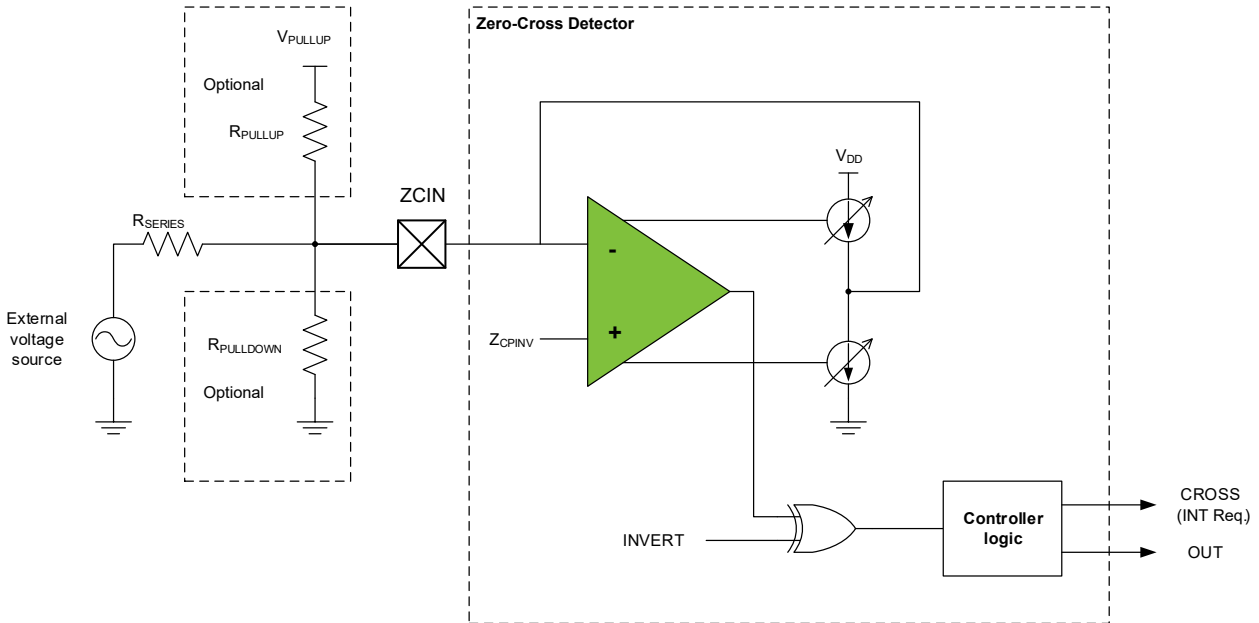 Zero-Cross Detector
VPULLUP
Optional
RPULLUP
ZCIN
VDD
RSERIES
-
External
voltage
source
RPULLDOWN
Optional
ZCPINV
+
INVERT
Controller
logic
CROSS
(INT Req.)
OUT